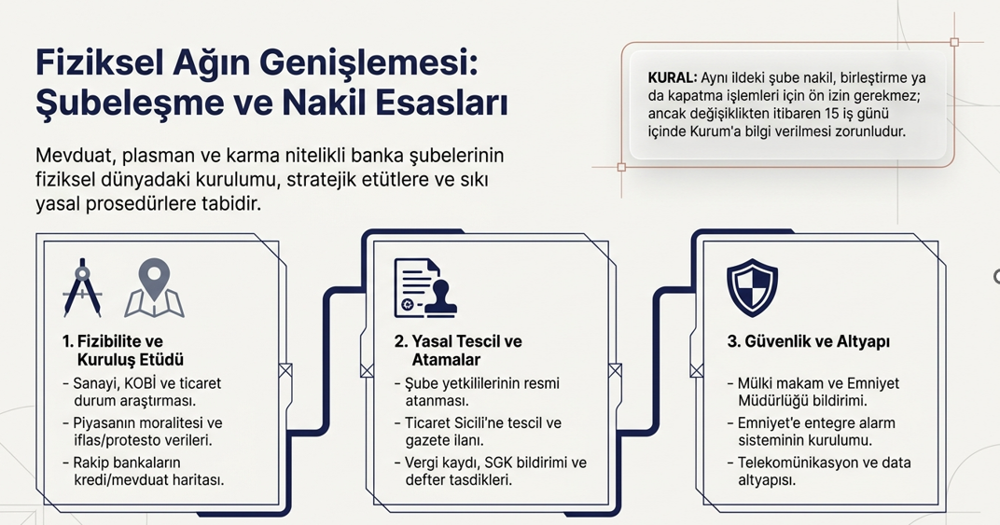 Fiziksel Ağın Genişlemesi:
Şubeleşme ve Nakil Esasları
Mevduat, plasman ve karma nitelikli banka şubelerinin
fiziksel dünyadaki kurulumu, stratejik etütlere ve sıkı
yasal prosedürlere tabidir.
KURAL: Aynı ildeki şube nakil, birleştirme ya
da kapatma işlemleri için ön izin gerekmez;
ancak değişiklikten itibaren 15 iş günü
içinde Kurum'a bilgi verilmesi zorunludur.
1. Fizibilite ve
Kuruluş Etüdü
- Sanayi, KOBİ ve ticaret
durum araştırması.
- Piyasanın moralitesi ve
iflas/protesto verileri.
- Rakip bankaların
kredi/mevduat haritası.
2. Yasal Tescil ve
Atamalar
- Şube yetkililerinin resmi
atanması.
- Ticaret Sicili'ne tescil ve
gazete ilanı.
- Vergi kaydı, SGK bildirimi ve
defter tasdikleri.
3. Güvenlik ve Altyapı
- Mülki makam ve Emniyet
Müdürlüğü bildirimi.
- Emniyet'e entegre alarm
sisteminin kurulumu.
- Telekomünikasyon ve data
altyapısı.